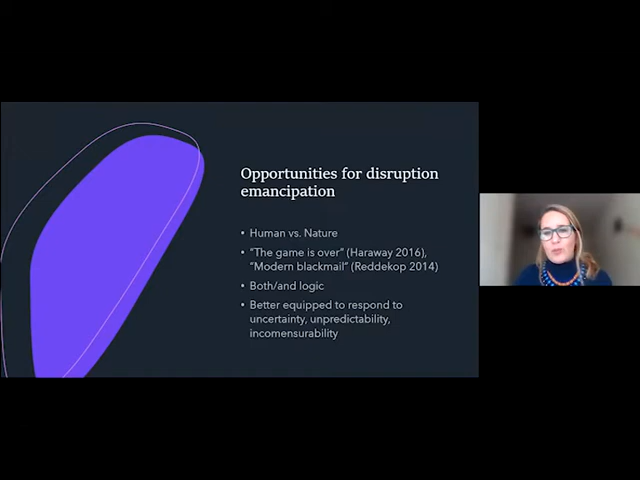 Opportunities for disruption
emancipation
▪ Human vs. Nature
▪ “The game is over” (Haraway 2016),
“Modern blackmail” (Reddekop 2014)
▪ Both/and logic
▪ Better equipped to respond to
uncertainty, unpredictability,
incomensurability